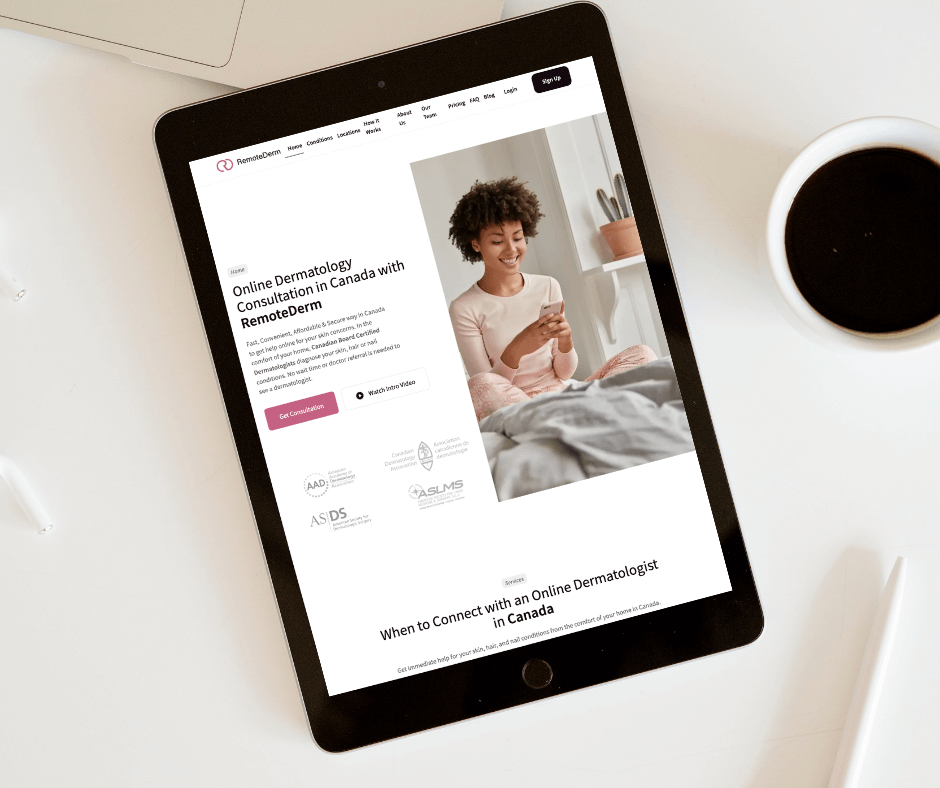 RemoteDerm
Home
Conditions
Locations
How It
Works
About
Us
Our
Team
Pricing
FAQ
Blog
Login
Sign Up
Home
Online Dermatology
Consultation in Canada with
RemoteDerm
Fast, Convenient, Affordable & Secure way in Canada
to get help online for your skin concerns. In the
comfort of your home, Canadian Board Certified
Dermatologists diagnose your skin, hair or nail
conditions. No wait time or doctor referral is needed to
see a dermatologist.
Get Consultation
Watch Intro Video
AAD
American
Academy of
Dermatology
Association
Canadian
Dermatology
Association
Association
canadienne de
dermatologie
AS DS
American Society for
Dermatologic Surgery
ASLMS
Services
When to Connect with an Online Dermatologist
in Canada
Get immediate help for your skin, hair, and nail conditions from the comfort of your home in Canada.